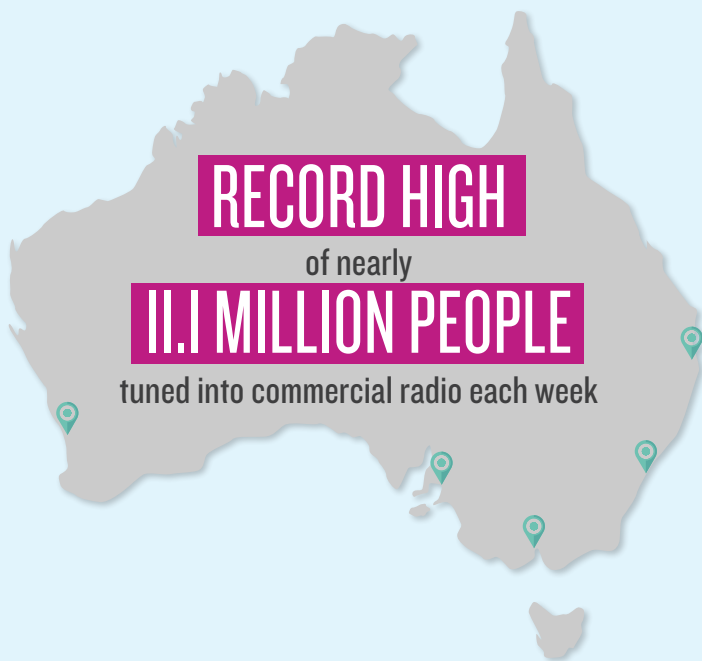 RECORD HIGH
of nearly
11.1 MILLION PEOPLE
tuned into commercial radio each week